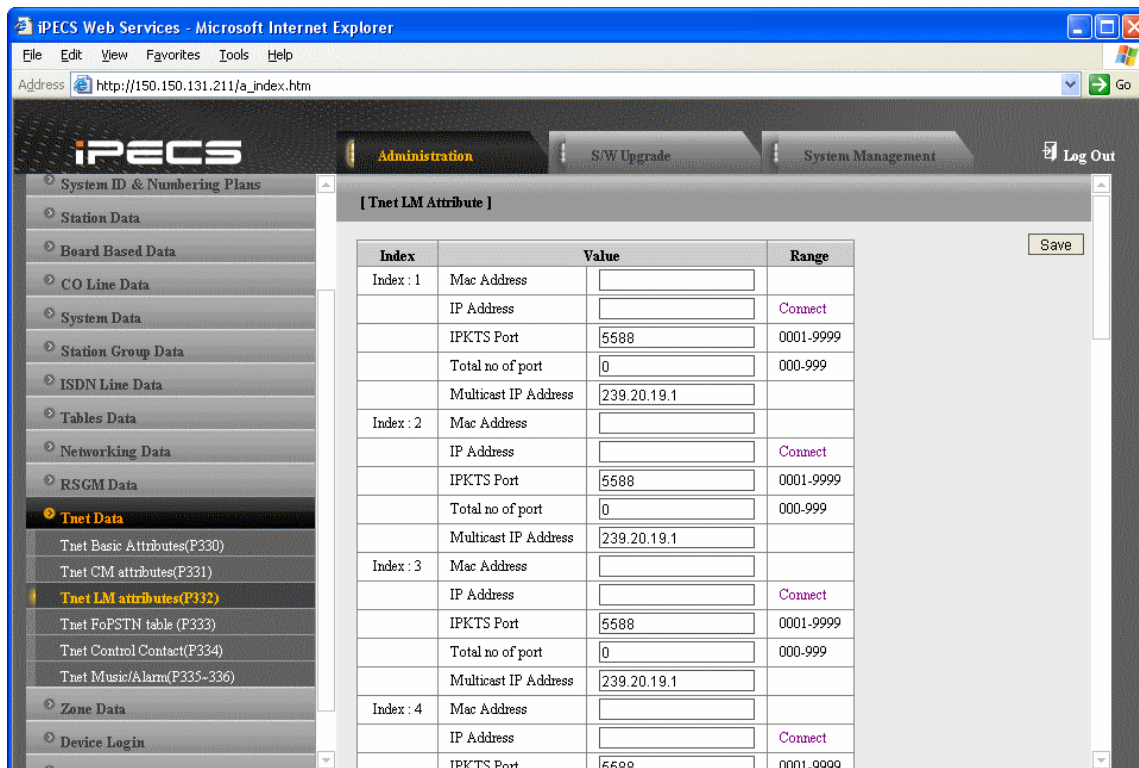 iPECS Web Services - Microsoft Internet Explorer
File Edit View Favorites Tools Help
Address http://150.150.131.211/a_index.htm Go
iPECS Administration S/W Upgrade System Management Log Out
System ID & Numbering Plans
Station Data
Board Based Data
CO Line Data
System Data
Station Group Data
ISDN Line Data
Tables Data
Networking Data
RSGM Data
Tnet Data
Tnet Basic Attributes(P330)
Tnet CM attributes(P331)
Tnet LM attributes(P332)
Tnet FoPSTN table (P333)
Tnet Control Contact(P334)
Tnet Music/Alarm(P335~336)
Zone Data
Device Login
[ Tnet LM Attribute ]
Save
Index Value Range
Index : 1 Mac Address
IP Address Connect
IPKTS Port 5588 0001-9999
Total no of port 0 000-999
Multicast IP Address 239.20.19.1
Index : 2 Mac Address
IP Address Connect
IPKTS Port 5588 0001-9999
Total no of port 0 000-999
Multicast IP Address 239.20.19.1
Index : 3 Mac Address
IP Address Connect
IPKTS Port 5588 0001-9999
Total no of port 0 000-999
Multicast IP Address 239.20.19.1
Index : 4 Mac Address
IP Address Connect
IPKTS Port 5588 0001-9999